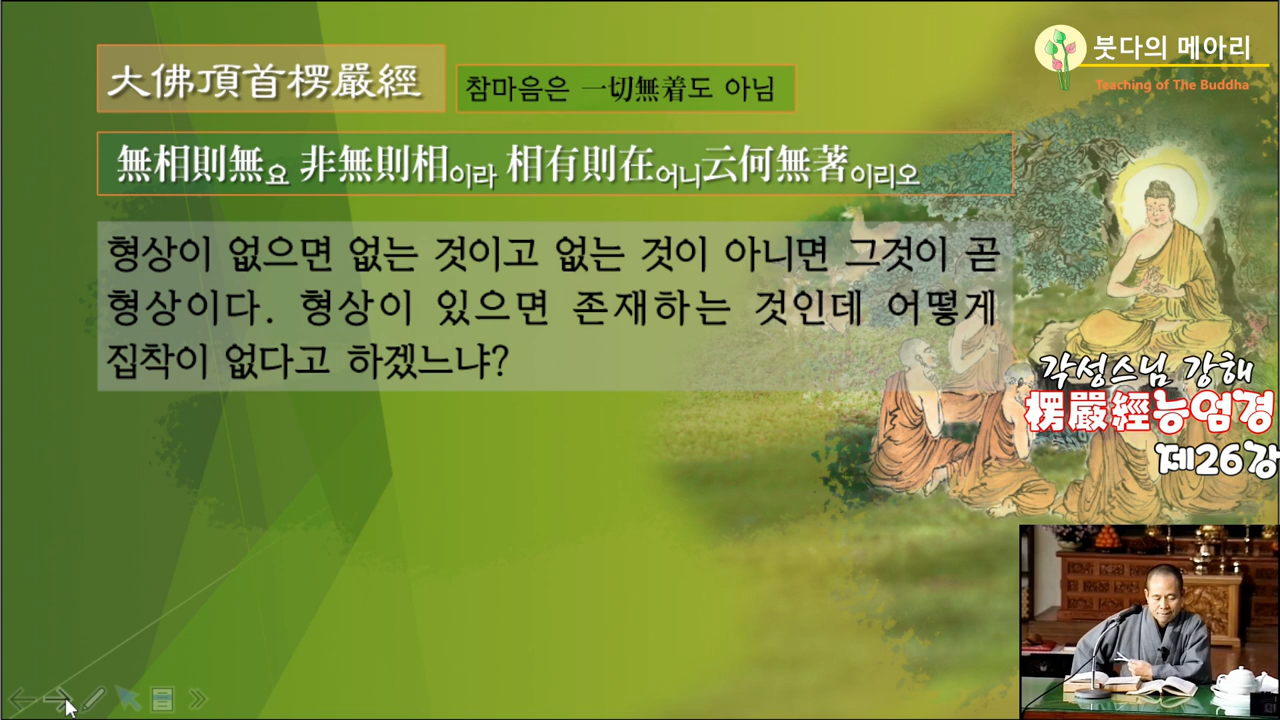 붓다의 메아리
Teaching of The Buddha
大佛頂首楞嚴經
참마음은 一切無着도 아님
無相則無요 非無則相이라 相有則在어니云何無著이리오
형상이 없으면 없는 것이고 없는 것이 아니면 그것이 곧
형상이다. 형상이 있으면 존재하는 것인데 어떻게
집착이 없다고 하겠느냐?
각성스님 강해
楞嚴經능엄경
제26강